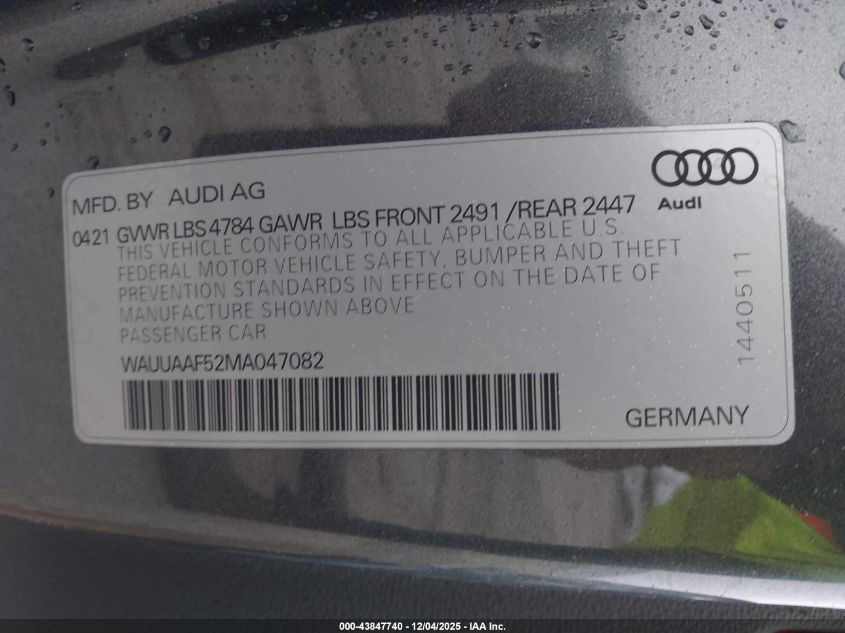 MFD. BY AUDI AG
Audi
0421 GVWR LBS 4784 GAWR LBS FRONT 2491 /REAR 2447
THIS VEHICLE CONFORMS TO ALL APPLICABLE U.S.
FEDERAL MOTOR VEHICLE SAFETY, BUMPER AND THEFT
PREVENTION STANDARDS IN EFFECT ON THE DATE OF
MANUFACTURE SHOWN ABOVE
PASSENGER CAR
WAUUAAF52MA047082
1440511
GERMANY
000-43847740 - 12/04/2025 - IAA Inc.